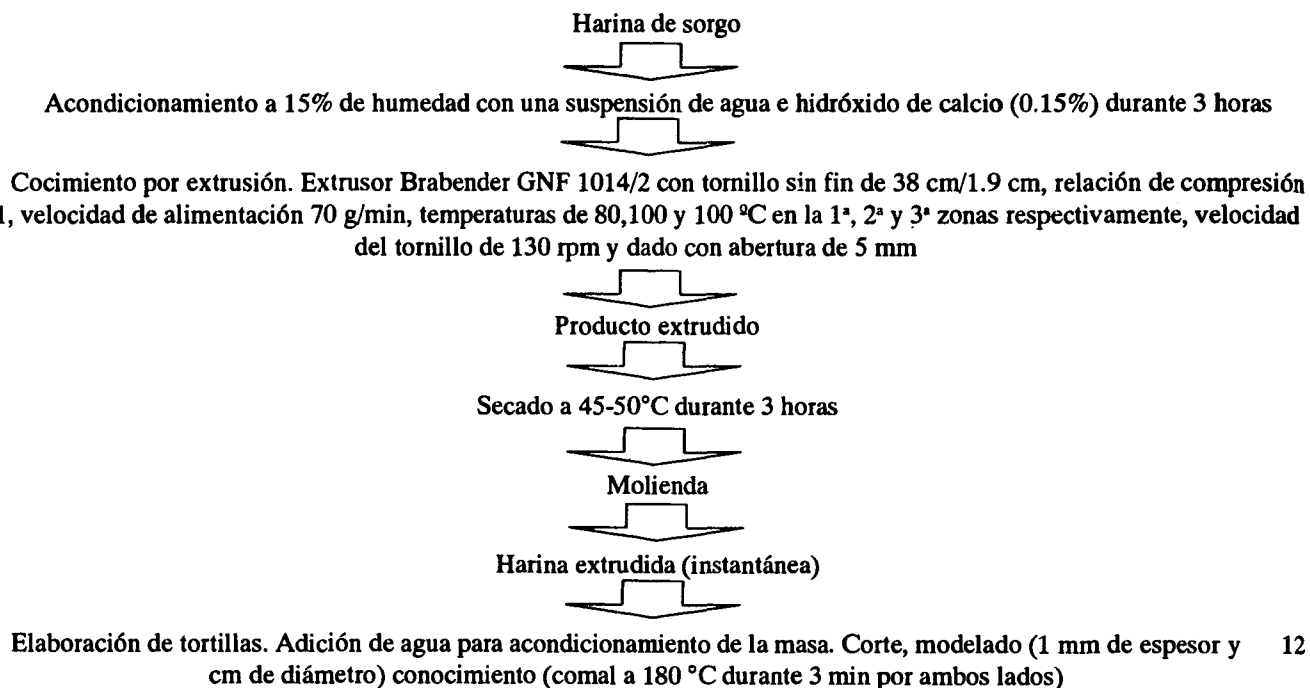 Harina de sorgo
Acondicionamiento a 15% de humedad con una suspensión de agua e hidróxido de calcio (0.15%) durante 3 horas
Cocimiento por extrusión. Extrusor Brabender GNF 1014/2 con tornillo sin fin de 38 cm/1.9 cm, relación de compresión
1, velocidad de alimentación 70 g/min, temperaturas de 80,100 y 100 ºC en la 1ª, 2ª y 3ª zonas respectivamente, velocidad
del tornillo de 130 rpm y dado con abertura de 5 mm
Producto extrudido
Secado a 45-50°C durante 3 horas
Molienda
Harina extrudida (instantánea)
Elaboración de tortillas. Adición de agua para acondicionamiento de la masa. Corte, modelado (1 mm de espesor y 12
cm de diámetro) conocimiento (comal a 180 °C durante 3 min por ambos lados)